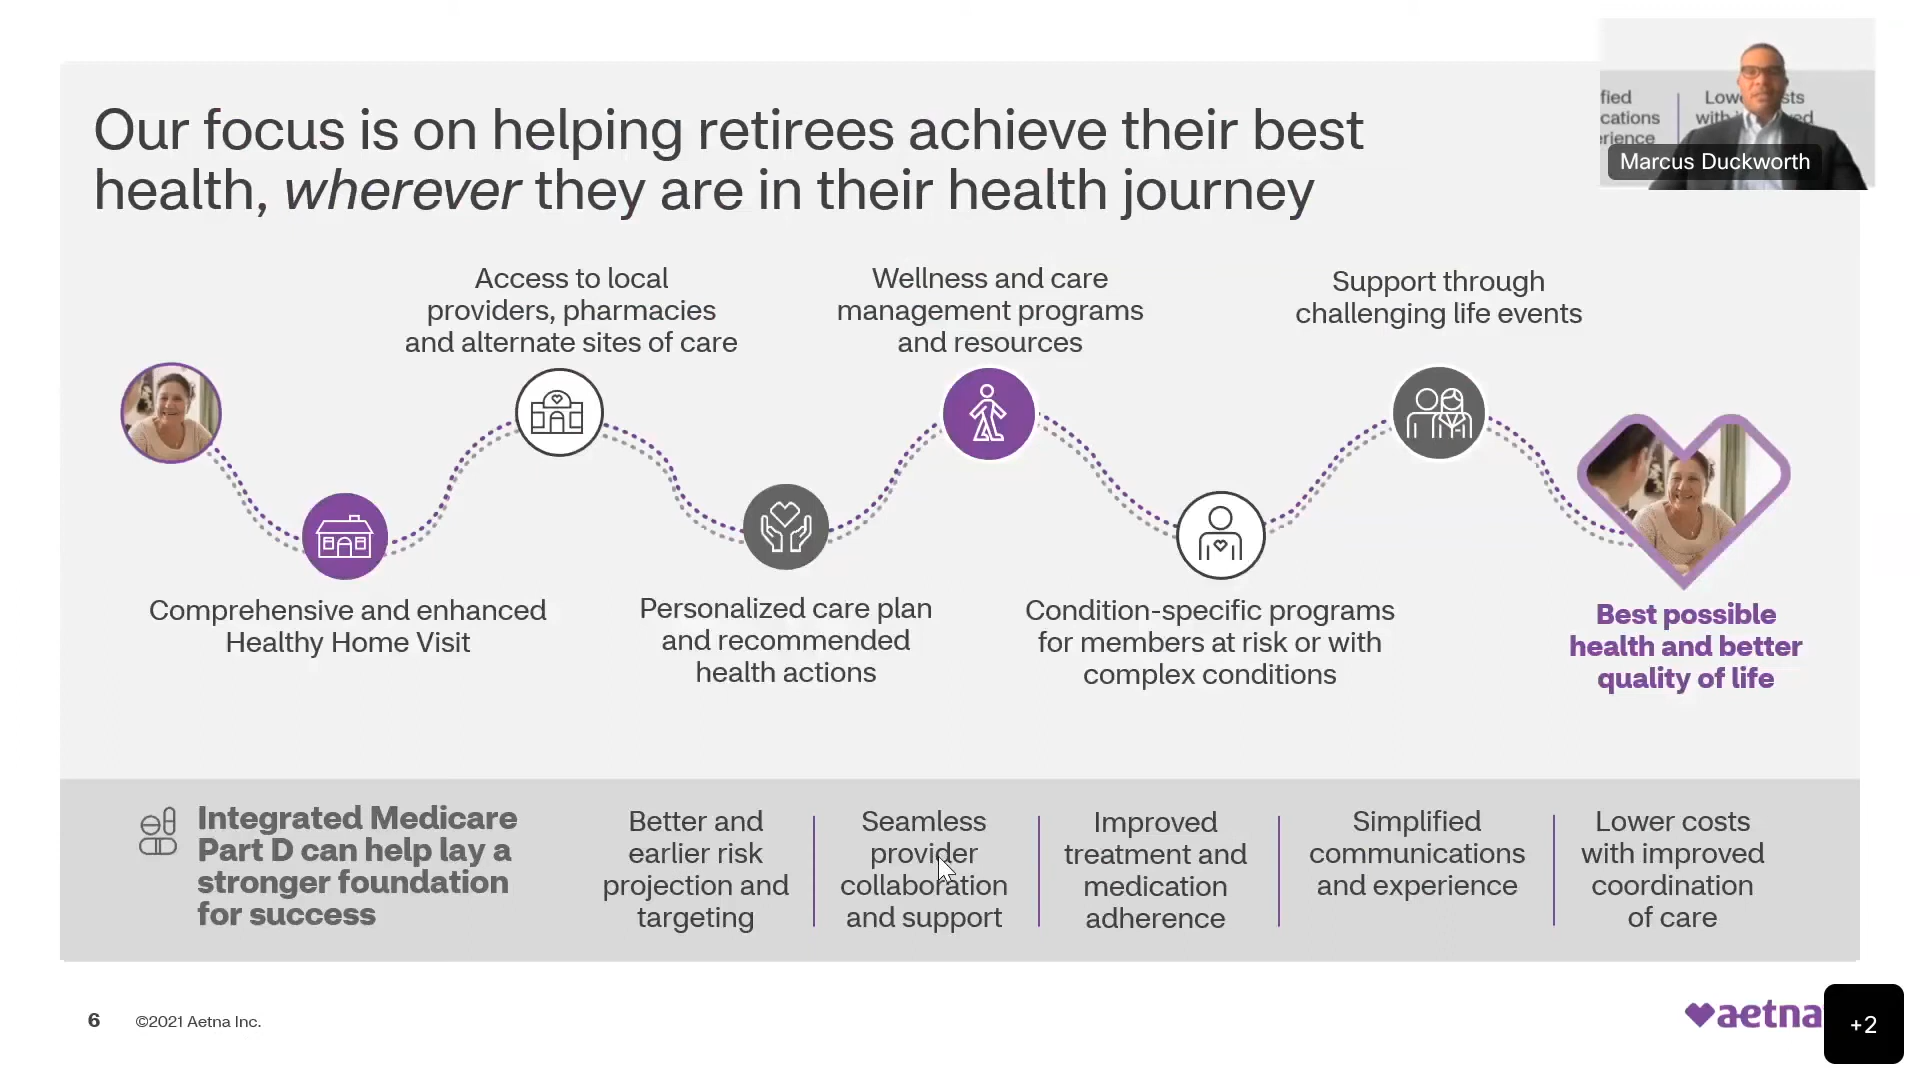 Our focus is on helping retirees achieve their best
health, wherever they are in their health journey
fied
cations
erience
with
Marcus Duckworth
Access to local
providers, pharmacies
and alternate sites of care
Wellness and care
management programs
and resources
Support through
challenging life events
Comprehensive and enhanced
Healthy Home Visit
Personalized care plan
and recommended
health actions
Condition-specific programs
for members at risk or with
complex conditions
Best possible
health and better
quality of life
Integrated Medicare
Part D can help lay a
stronger foundation
for success
Better and
earlier risk
projection and
targeting
Seamless
provider
collaboration
and support
Improved
treatment and
medication
adherence
Simplified
communications
and experience
Lower costs
with improved
coordination
of care
6
©2021 Aetna Inc.
aetna
+2